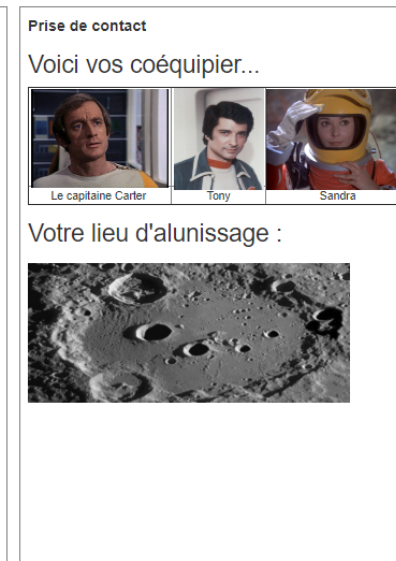 Prise de contact
Voici vos coéquipier...
Le capitaine Carter
Tony
Sandra
Votre lieu d'alunissage :